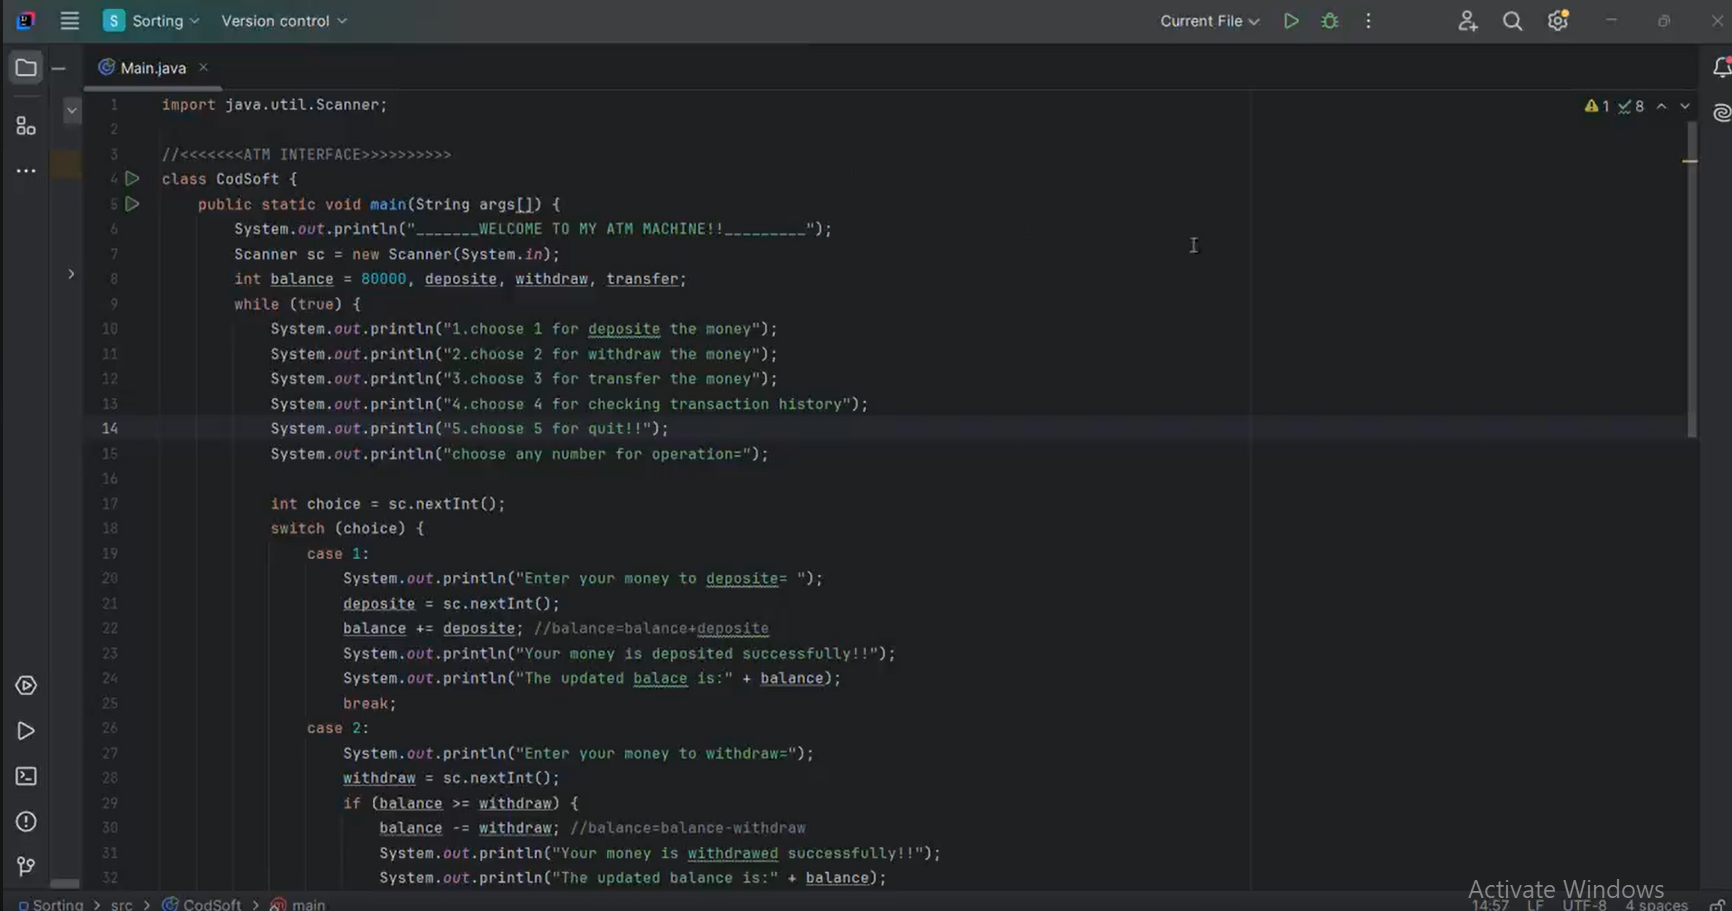 S Sorting Version control Current File
Main.java
1 import java.util.Scanner; 1 8
2
3 //<<<<<<<ATM INTERFACE>>>>>>>>>>
4 class CodSoft {
5 public static void main(String args[]) {
6 System.out.println("_______WELCOME TO MY ATM MACHINE!!_________");
7 Scanner sc = new Scanner(System.in);
8 int balance = 80000, deposite, withdraw, transfer;
9 while (true) {
10 System.out.println("1.choose 1 for deposite the money");
11 System.out.println("2.choose 2 for withdraw the money");
12 System.out.println("3.choose 3 for transfer the money");
13 System.out.println("4.choose 4 for checking transaction history");
14 System.out.println("5.choose 5 for quit!!");
15 System.out.println("choose any number for operation=");
16
17 int choice = sc.nextInt();
18 switch (choice) {
19 case 1:
20 System.out.println("Enter your money to deposite= ");
21 deposite = sc.nextInt();
22 balance += deposite; //balance=balance+deposite
23 System.out.println("Your money is deposited successfully!!");
24 System.out.println("The updated balace is:" + balance);
25 break;
26 case 2:
27 System.out.println("Enter your money to withdraw=");
28 withdraw = sc.nextInt();
29 if (balance >= withdraw) {
30 balance -= withdraw; //balance=balance-withdraw
31 System.out.println("Your money is withdrawed successfully!!");
32 System.out.println("The updated balance is:" + balance);
Activate Windows
Sorting > src > CodSoft > main 14:57 LF UTF-8 4 spaces